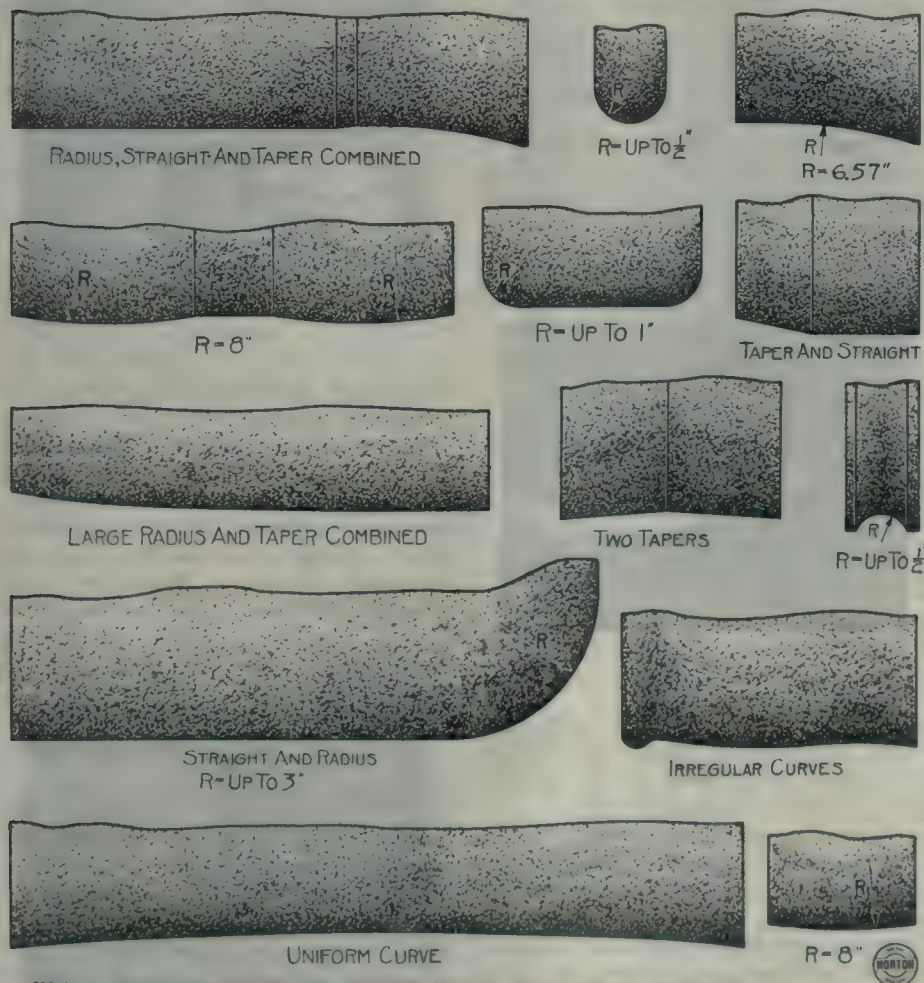 RADIUS, STRAIGHT AND TAPER COMBINED
R
R=UP TO 1/2"
R
R=6.57"
R
R
R=8"
R
R=UP TO 1"
TAPER AND STRAIGHT
LARGE RADIUS AND TAPER COMBINED
TWO TAPERS
R
R=UP TO 1/2
R
STRAIGHT AND RADIUS
R=UP TO 3"
IRREGULAR CURVES
UNIFORM CURVE
R
R=8"
NORTON